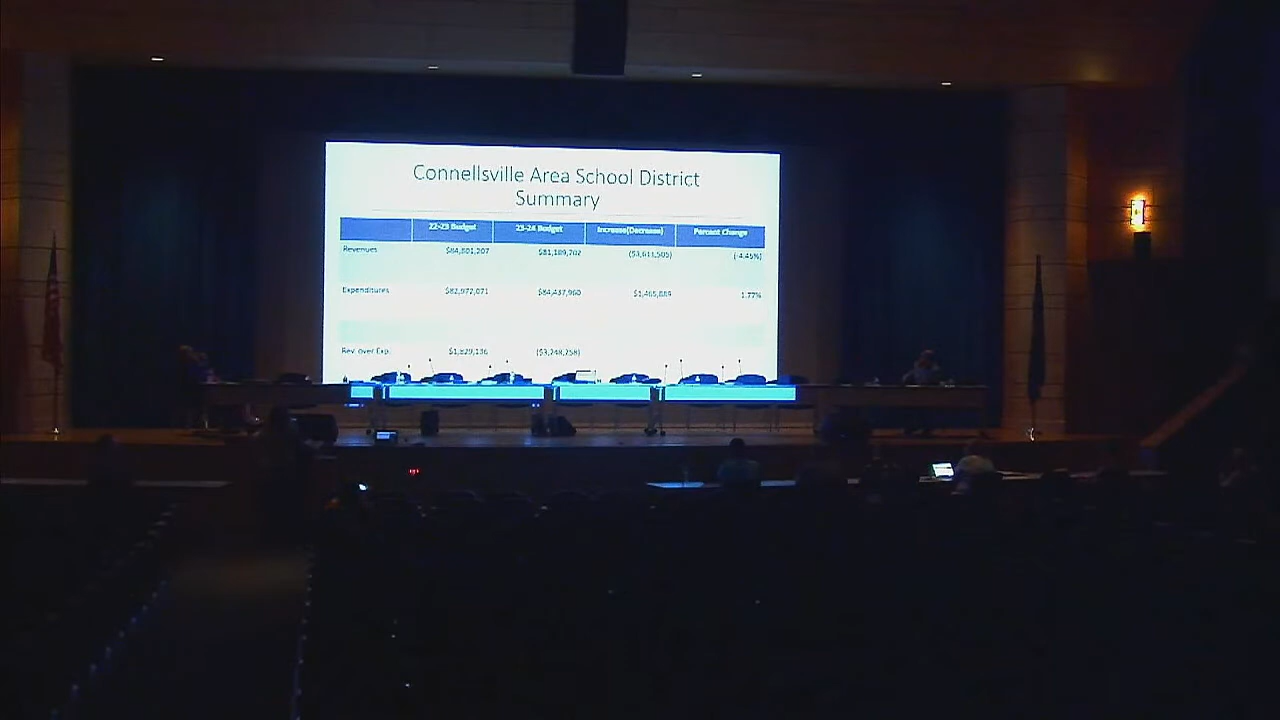 Connellsville Area School District
Summary
22-23 Budget 23-24 Budget Increase(Decrease) Percent Change
Revenues $84,801,207 $81,189,702 ($3,611,505) (-4.45%)
Expenditures $82,972,071 $84,437,960 $1,465,889 1.77%
Rev. over Exp. $1,829,136 ($3,248,258)